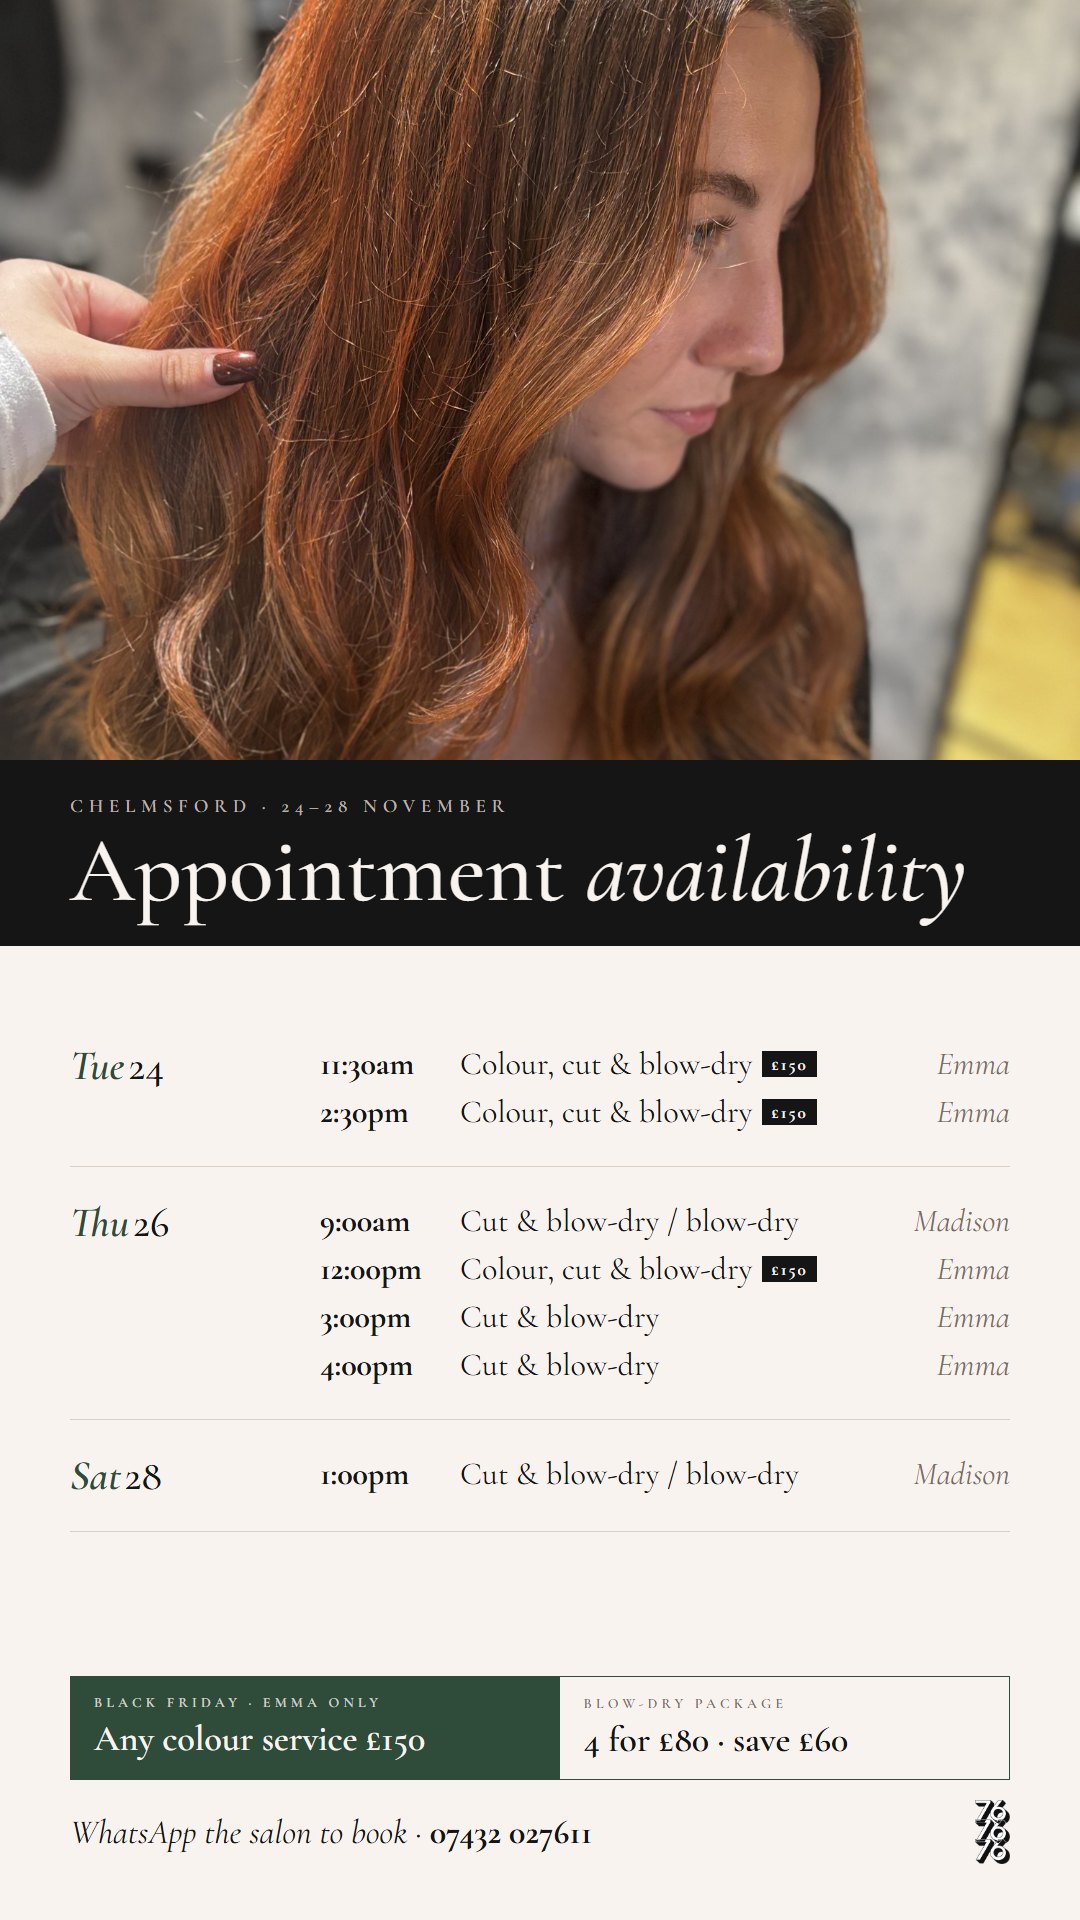 CHELMSFORD · 24–28 NOVEMBER
Appointment availability
Tue 24 11:30am Colour, cut & blow-dry £150 Emma
2:30pm Colour, cut & blow-dry £150 Emma
Thu 26 9:00am Cut & blow-dry / blow-dry Madison
12:00pm Colour, cut & blow-dry £150 Emma
3:00pm Cut & blow-dry Emma
4:00pm Cut & blow-dry Emma
Sat 28 1:00pm Cut & blow-dry / blow-dry Madison
BLACK FRIDAY · EMMA ONLY
Any colour service £150
BLOW-DRY PACKAGE
4 for £80 · save £60
WhatsApp the salon to book · 07432 027611
76
76
76